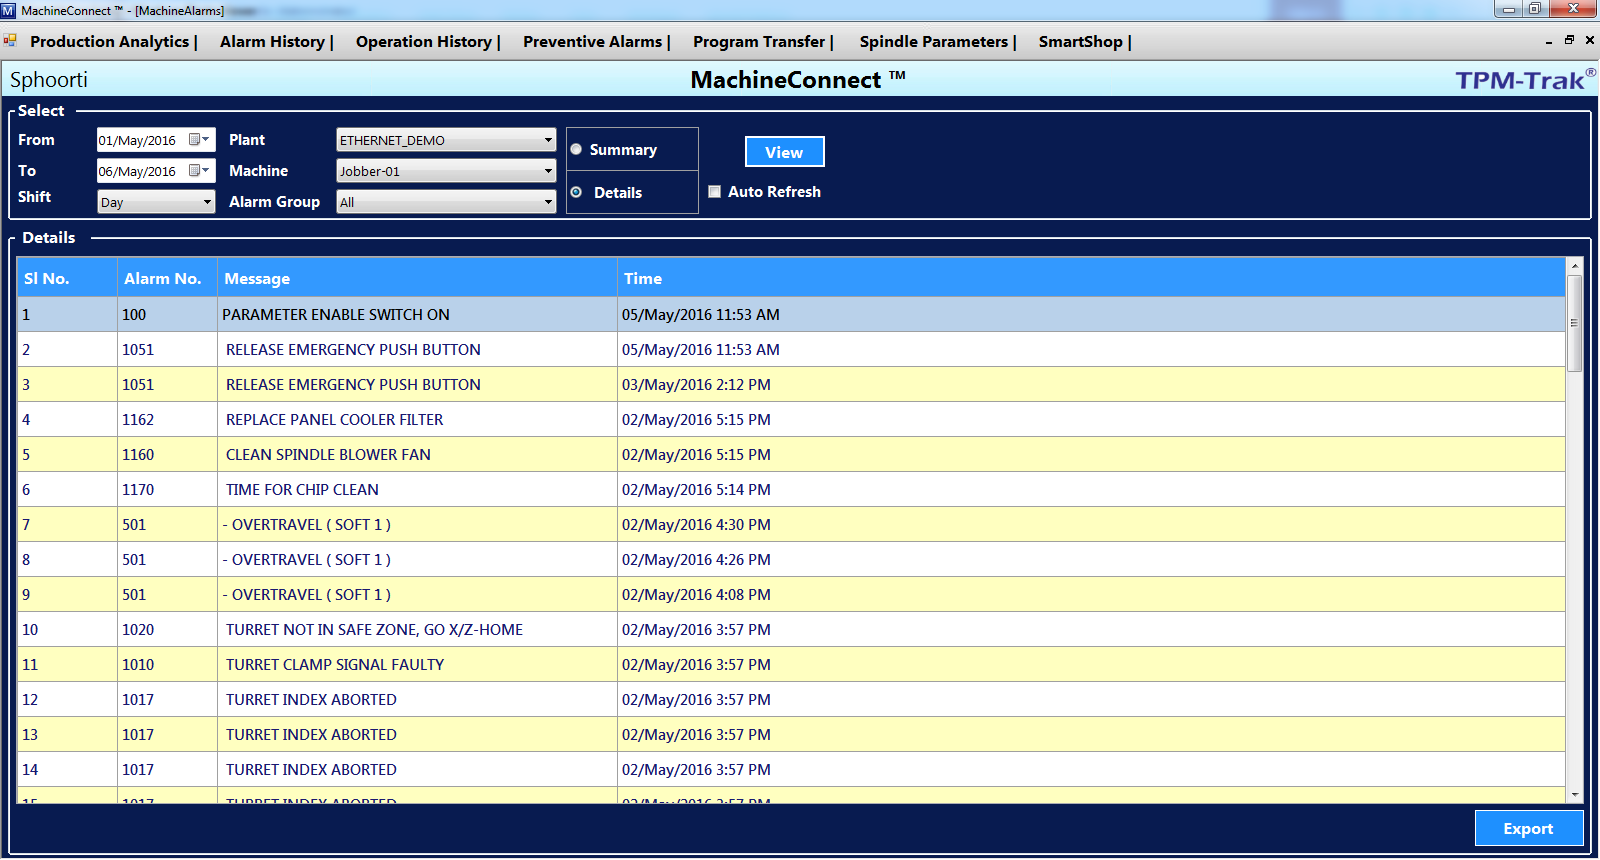 M MachineConnect ™ - [MachineAlarms]
Production Analytics | Alarm History | Operation History | Preventive Alarms | Program Transfer | Spindle Parameters | SmartShop |
Sphoorti MachineConnect ™ TPM-Trak®
Select
From 01/May/2016 Plant ETHERNET_DEMO Summary View
To 06/May/2016 Machine Jobber-01
Shift Day Alarm Group All Details Auto Refresh
Details
Sl No. Alarm No. Message Time
1 100 PARAMETER ENABLE SWITCH ON 05/May/2016 11:53 AM
2 1051 RELEASE EMERGENCY PUSH BUTTON 05/May/2016 11:53 AM
3 1051 RELEASE EMERGENCY PUSH BUTTON 03/May/2016 2:12 PM
4 1162 REPLACE PANEL COOLER FILTER 02/May/2016 5:15 PM
5 1160 CLEAN SPINDLE BLOWER FAN 02/May/2016 5:15 PM
6 1170 TIME FOR CHIP CLEAN 02/May/2016 5:14 PM
7 501 - OVERTRAVEL ( SOFT 1 ) 02/May/2016 4:30 PM
8 501 - OVERTRAVEL ( SOFT 1 ) 02/May/2016 4:26 PM
9 501 - OVERTRAVEL ( SOFT 1 ) 02/May/2016 4:08 PM
10 1020 TURRET NOT IN SAFE ZONE, GO X/Z-HOME 02/May/2016 3:57 PM
11 1010 TURRET CLAMP SIGNAL FAULTY 02/May/2016 3:57 PM
12 1017 TURRET INDEX ABORTED 02/May/2016 3:57 PM
13 1017 TURRET INDEX ABORTED 02/May/2016 3:57 PM
14 1017 TURRET INDEX ABORTED 02/May/2016 3:57 PM
15 1017 TURRET INDEX ABORTED 02/May/2016 3:57 PM
Export